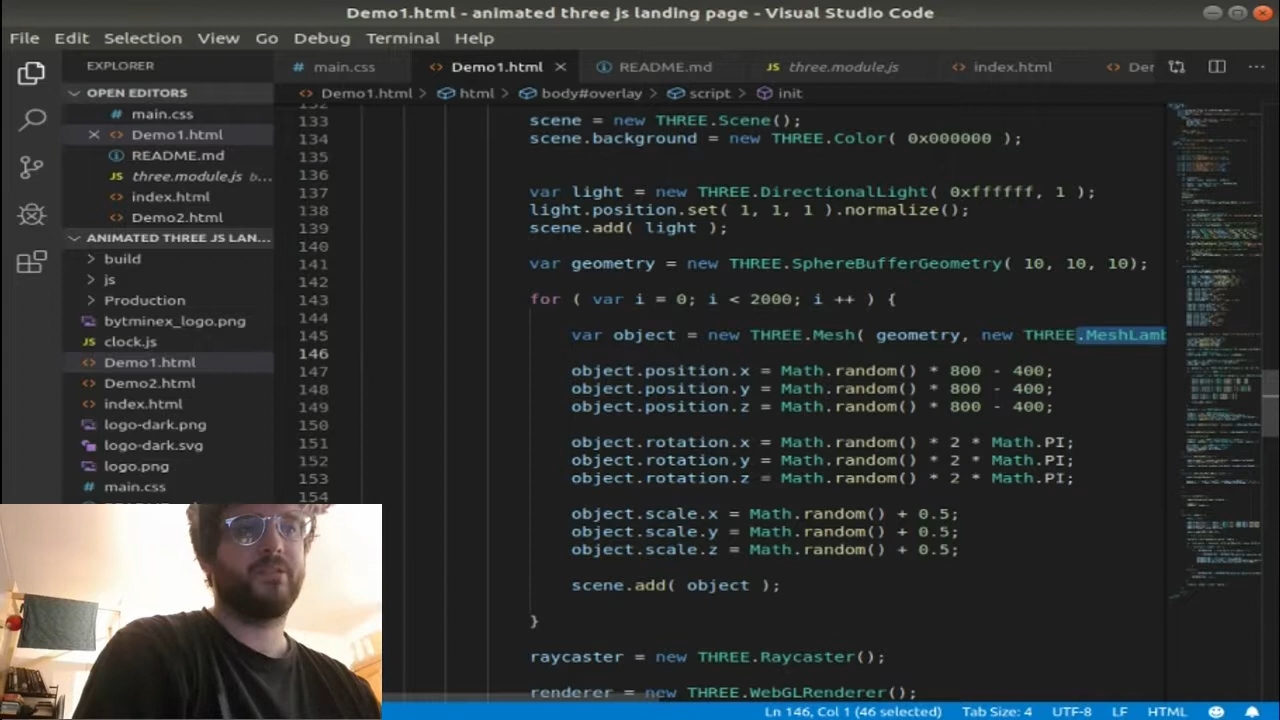 Demo1.html - animated three js landing page - Visual Studio Code
File Edit Selection View Go Debug Terminal Help
EXPLORER
main.css Demo1.html README.md three.module.js index.html Der
OPEN EDITORS
Demo1.html html body#overlay script init
main.css
Demo1.html
README.md
three.module.js b...
index.html
Demo2.html
ANIMATED THREE JS LAN...
build
js
Production
bytminex_logo.png
clock.js
Demo1.html
Demo2.html
index.html
logo-dark.png
logo-dark.svg
logo.png
main.css
132
133 scene = new THREE.Scene();
134 scene.background = new THREE.Color( 0x000000 );
135
136
137 var light = new THREE.DirectionalLight( 0xffffff, 1 );
138 light.position.set( 1, 1, 1 ).normalize();
139 scene.add( light );
140
141 var geometry = new THREE.SphereBufferGeometry( 10, 10, 10);
142
143 for ( var i = 0; i < 2000; i ++ ) {
144
145 var object = new THREE.Mesh( geometry, new THREE.MeshLamb
146
147 object.position.x = Math.random() * 800 - 400;
148 object.position.y = Math.random() * 800 - 400;
149 object.position.z = Math.random() * 800 - 400;
150
151 object.rotation.x = Math.random() * 2 * Math.PI;
152 object.rotation.y = Math.random() * 2 * Math.PI;
153 object.rotation.z = Math.random() * 2 * Math.PI;
154
object.scale.x = Math.random() + 0.5;
object.scale.y = Math.random() + 0.5;
object.scale.z = Math.random() + 0.5;
scene.add( object );
}
raycaster = new THREE.Raycaster();
renderer = new THREE.WebGLRenderer();
Ln 146, Col 1 (46 selected) Tab Size: 4 UTF-8 LF HTML